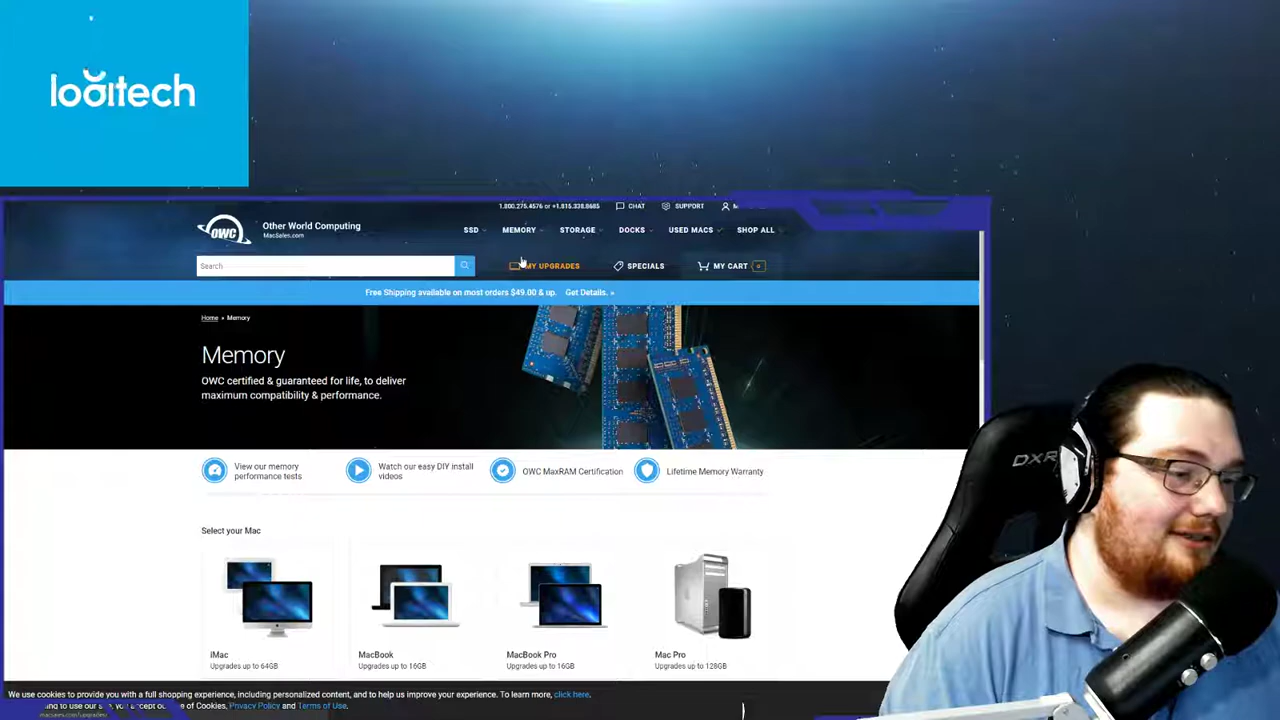 logitech
1.800.275.4576 or +1.815.338.8685 CHAT SUPPORT
OWC Other World Computing
MacSales.com
SSD MEMORY STORAGE DOCKS USED MACS SHOP ALL
Search MY UPGRADES SPECIALS MY CART 0
Free Shipping available on most orders $49.00 & up. Get Details. »
Home » Memory
Memory
OWC certified & guaranteed for life, to deliver
maximum compatibility & performance.
View our memory
performance tests
Watch our easy DIY install
videos
OWC MaxRAM Certification
Lifetime Memory Warranty
Select your Mac
iMac
Upgrades up to 64GB
MacBook
Upgrades up to 16GB
MacBook Pro
Upgrades up to 16GB
Mac Pro
Upgrades up to 128GB
We use cookies to provide you with a full shopping experience, including personalized content, and to help us improve your experience. To learn more, click here.
to use our of Cookies, Privacy Policy and Terms of Use.
macsales.com/upgrades
DXR